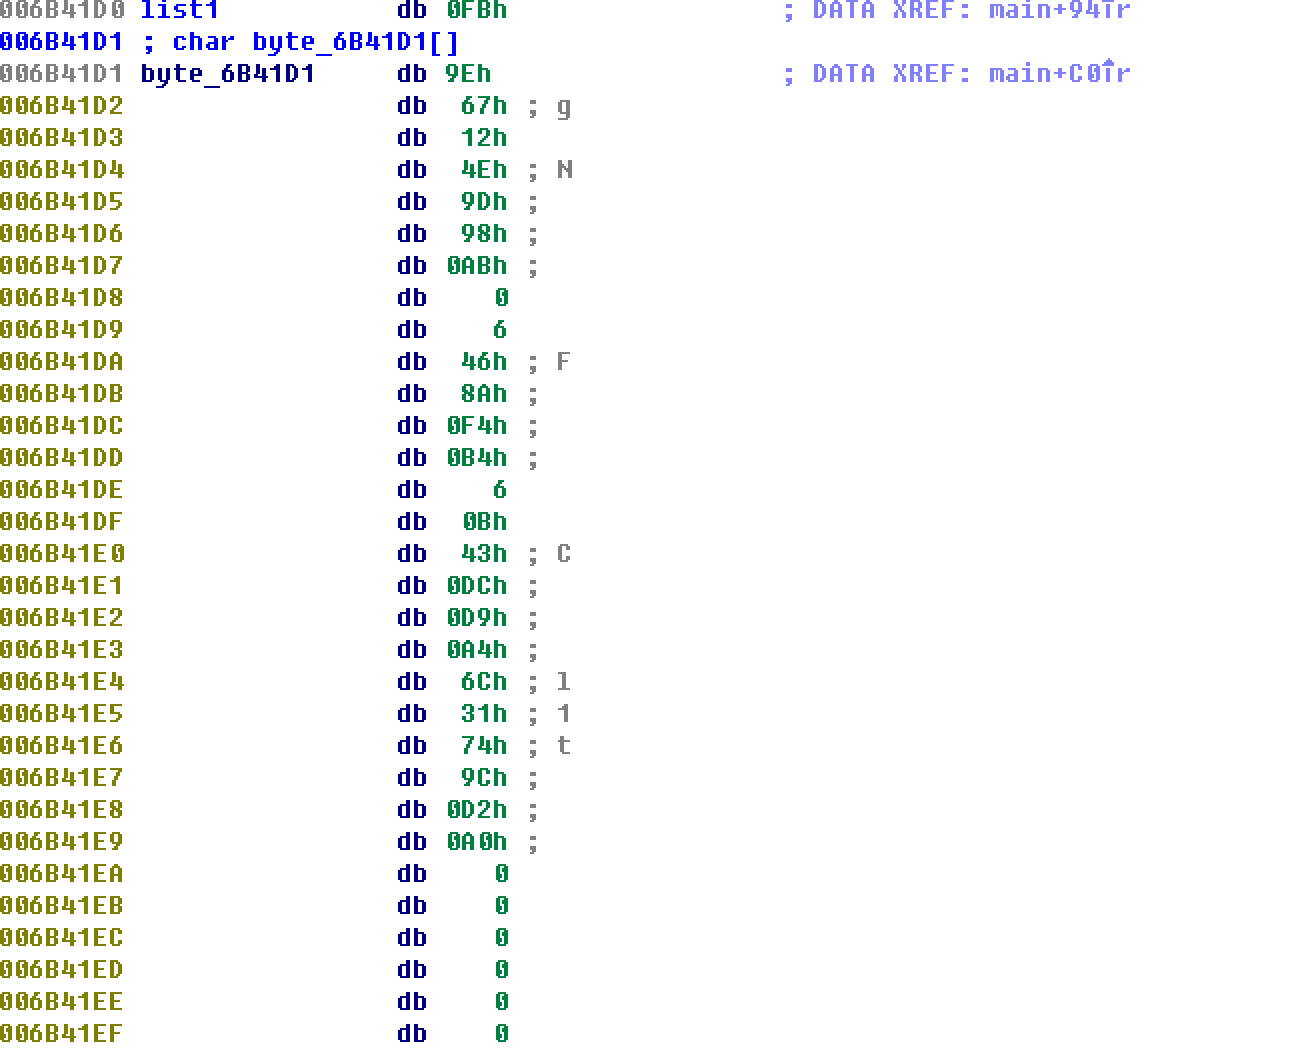 006B41D0 list1 db 0FBh ; DATA XREF: main+94↑r
006B41D1 ; char byte_6B41D1[]
006B41D1 byte_6B41D1 db 9Eh ; DATA XREF: main+C0↑r
006B41D2 db 67h ; g
006B41D3 db 12h
006B41D4 db 4Eh ; N
006B41D5 db 9Dh ;
006B41D6 db 98h ;
006B41D7 db 0ABh ;
006B41D8 db 0
006B41D9 db 6
006B41DA db 46h ; F
006B41DB db 8Ah ;
006B41DC db 0F4h ;
006B41DD db 0B4h ;
006B41DE db 6
006B41DF db 0Bh
006B41E0 db 43h ; C
006B41E1 db 0DCh ;
006B41E2 db 0D9h ;
006B41E3 db 0A4h ;
006B41E4 db 6Ch ; l
006B41E5 db 31h ; 1
006B41E6 db 74h ; t
006B41E7 db 9Ch ;
006B41E8 db 0D2h ;
006B41E9 db 0A0h ;
006B41EA db 0
006B41EB db 0
006B41EC db 0
006B41ED db 0
006B41EE db 0
006B41EF db 0